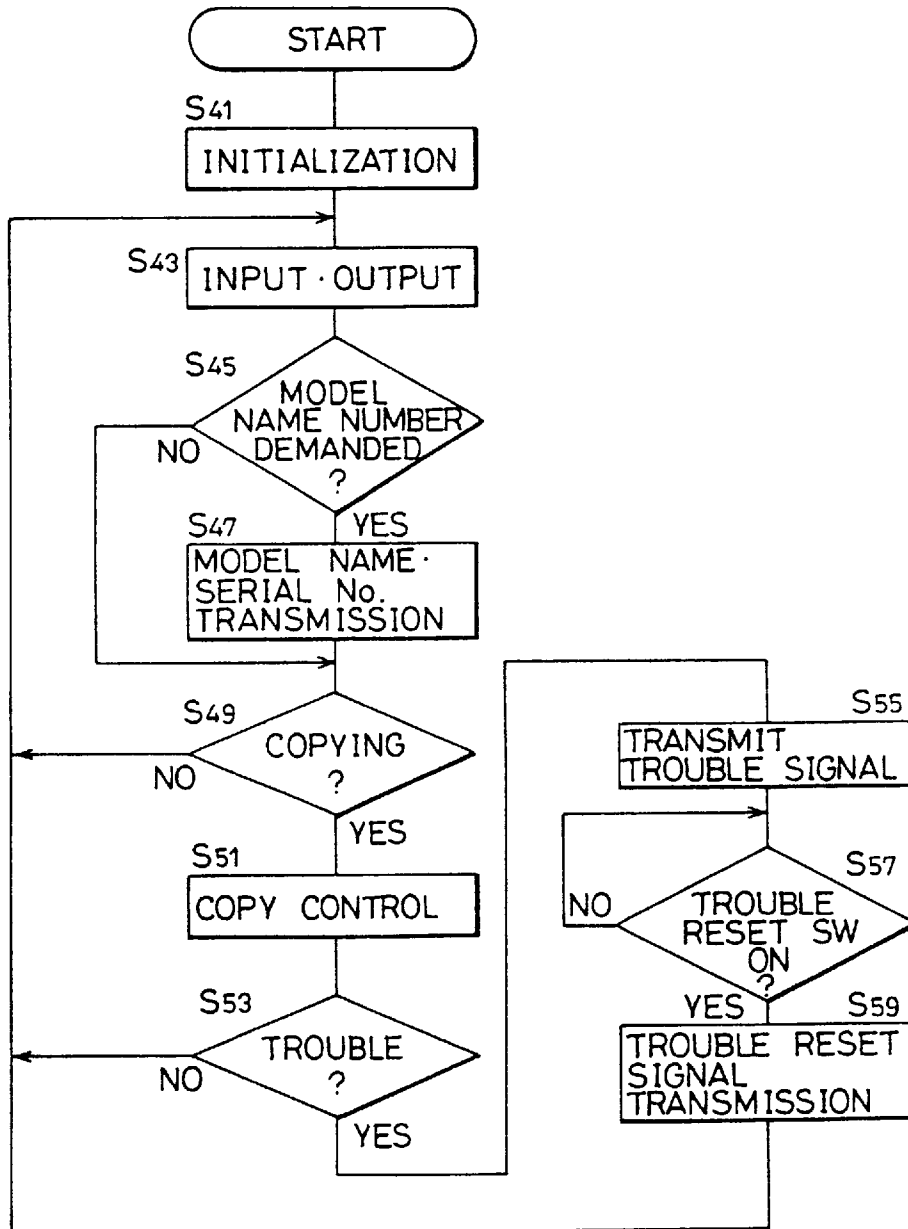 START
S41
INITIALIZATION
S43
INPUT · OUTPUT
S45
MODEL
NAME NUMBER
DEMANDED
?
NO
YES
S47
MODEL NAME ·
SERIAL No.
TRANSMISSION
S49
COPYING
?
NO
YES
S51
COPY CONTROL
S53
TROUBLE
?
NO
YES
S55
TRANSMIT
TROUBLE SIGNAL
S57
TROUBLE
RESET SW
ON
?
NO
YES
S59
TROUBLE RESET
SIGNAL
TRANSMISSION